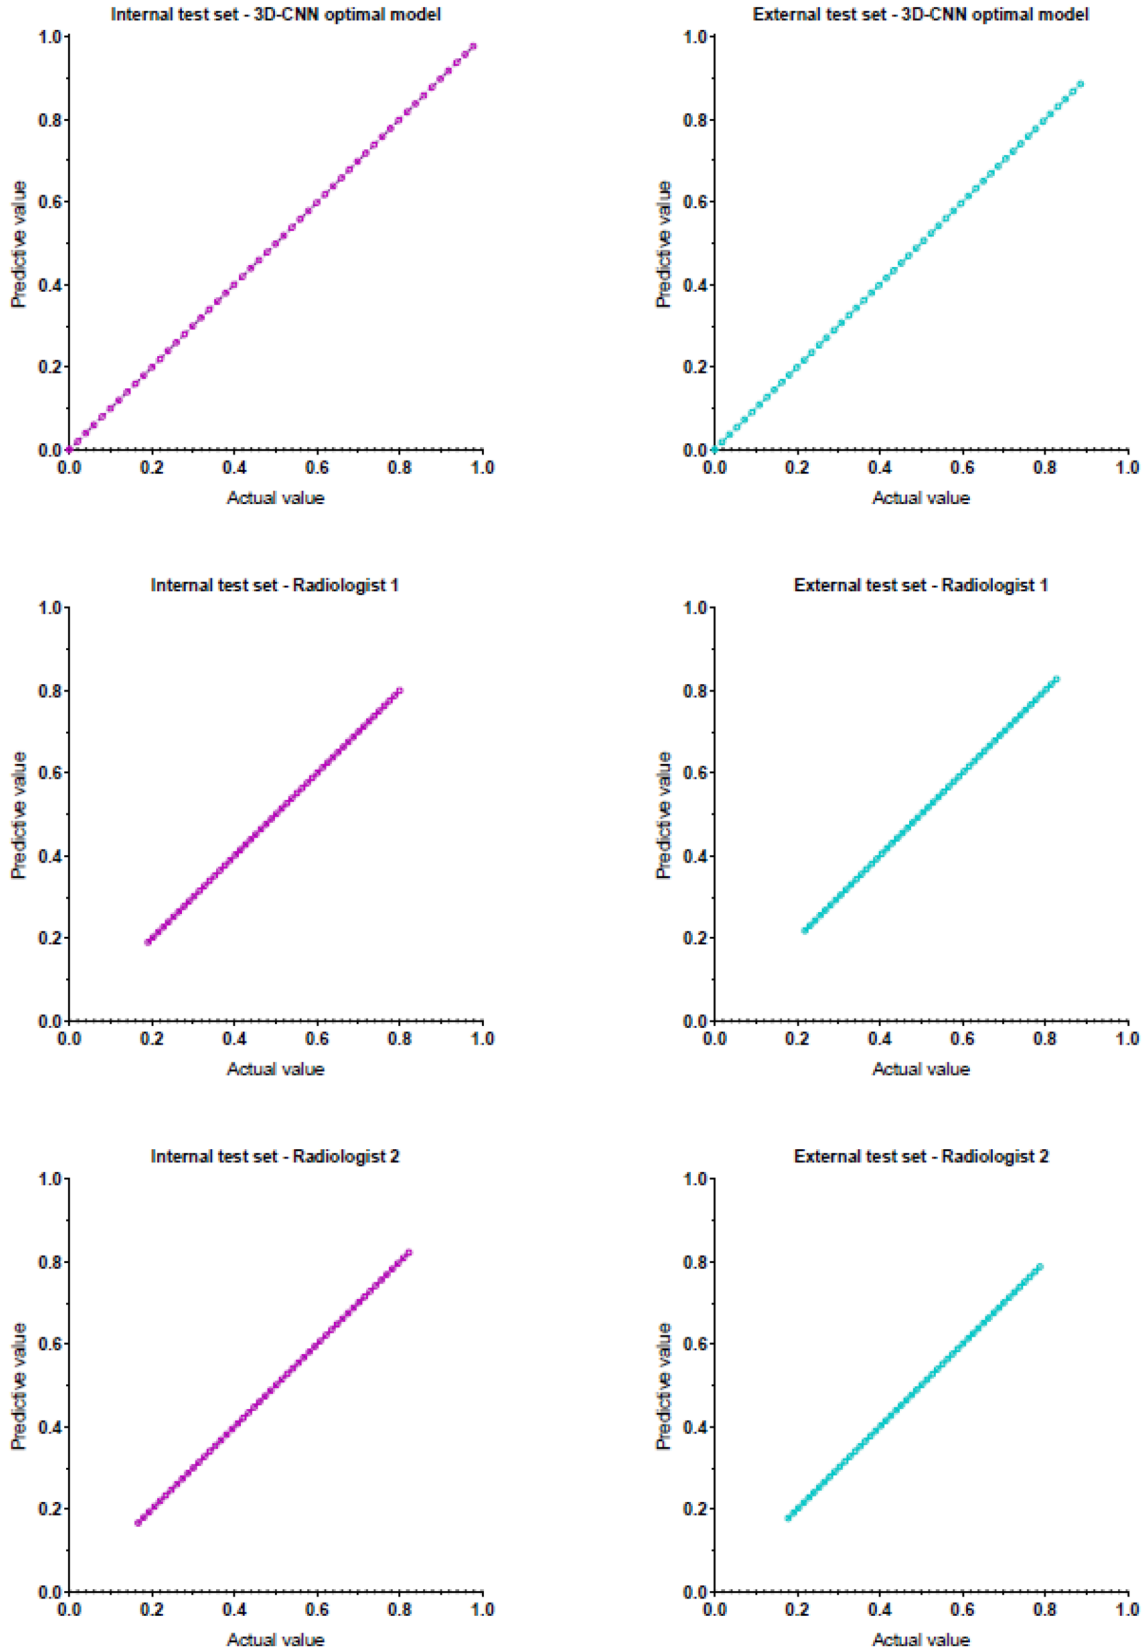 Internal test set - 3D-CNN optimal model
1.0
0.8
0.6
0.4
0.2
0.0
Predictive value
0.0 0.2 0.4 0.6 0.8 1.0
Actual value
External test set - 3D-CNN optimal model
1.0
0.8
0.6
0.4
0.2
0.0
Predictive value
0.0 0.2 0.4 0.6 0.8 1.0
Actual value
Internal test set - Radiologist 1
1.0
0.8
0.6
0.4
0.2
0.0
Predictive value
0.0 0.2 0.4 0.6 0.8 1.0
Actual value
External test set - Radiologist 1
1.0
0.8
0.6
0.4
0.2
0.0
Predictive value
0.0 0.2 0.4 0.6 0.8 1.0
Actual value
Internal test set - Radiologist 2
1.0
0.8
0.6
0.4
0.2
0.0
Predictive value
0.0 0.2 0.4 0.6 0.8 1.0
Actual value
External test set - Radiologist 2
1.0
0.8
0.6
0.4
0.2
0.0
Predictive value
0.0 0.2 0.4 0.6 0.8 1.0
Actual value